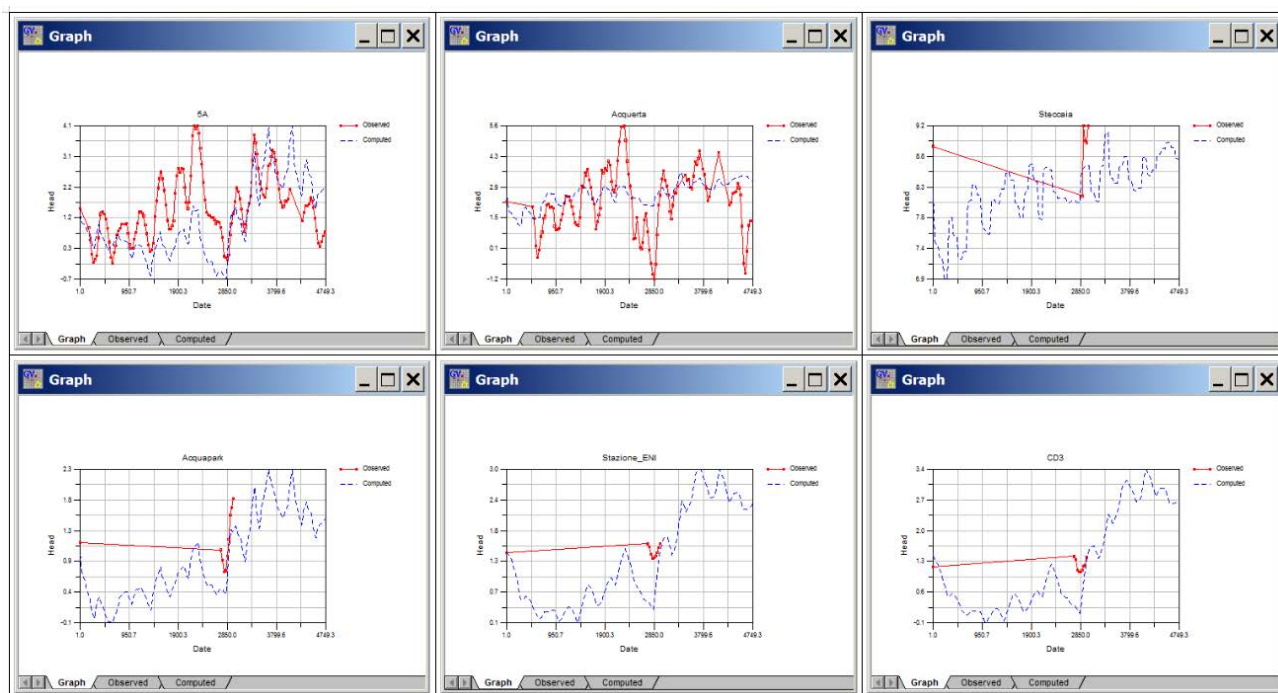 Graph
5A
Observed
Computed
Head
4.1
3.1
2.2
1.2
0.3
-0.7
1.0
950.7
1900.3
2850.0
3799.6
4749.3
Date
Graph Observed Computed
Graph
Acquerta
Observed
Computed
Head
5.6
4.3
2.9
1.5
0.1
-1.2
1.0
950.7
1900.3
2850.0
3799.6
4749.3
Date
Graph Observed Computed
Graph
Steccaia
Observed
Computed
Head
9.2
8.6
8.2
7.8
7.4
6.9
1.0
950.7
1900.3
2850.0
3799.6
4749.3
Date
Graph Observed Computed
Graph
Acquapark
Observed
Computed
Head
2.3
1.8
1.3
0.9
0.4
-0.1
1.0
950.7
1900.3
2850.0
3799.6
4749.3
Date
Graph Observed Computed
Graph
Stazione_ENI
Observed
Computed
Head
3.0
2.4
1.8
1.3
0.7
0.1
1.0
950.7
1900.3
2850.0
3799.6
4749.3
Date
Graph Observed Computed
Graph
CD3
Observed
Computed
Head
3.4
2.7
2.0
1.3
0.6
-0.1
1.0
950.7
1900.3
2850.0
3799.6
4749.3
Date
Graph Observed Computed